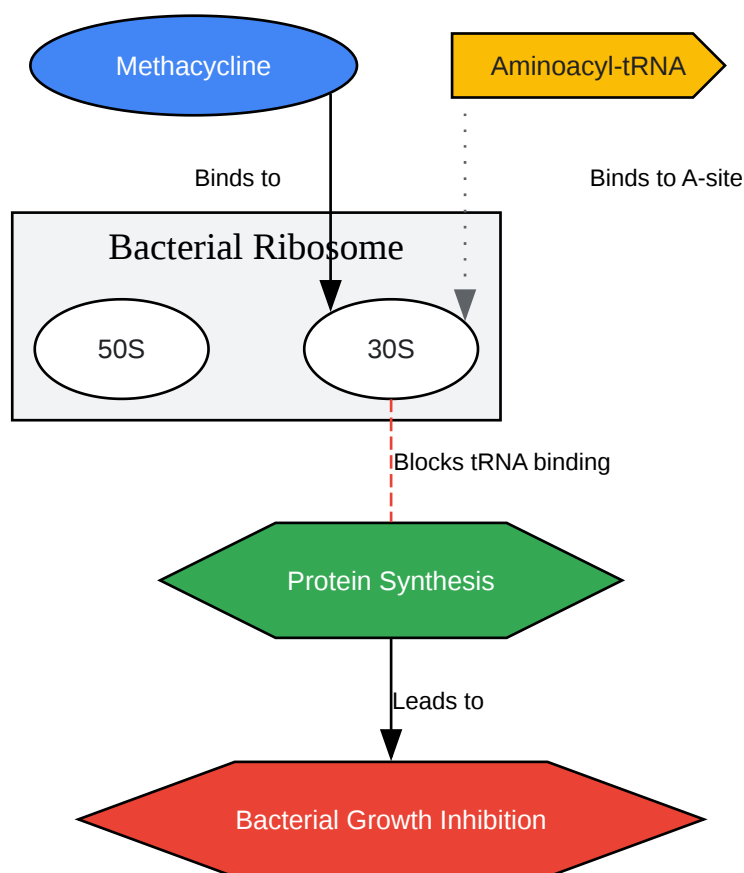 Methacycline
Aminoacyl-tRNA
Binds to
Binds to A-site
Bacterial Ribosome
50S
30S
Blocks tRNA binding
Protein Synthesis
Leads to
Bacterial Growth Inhibition